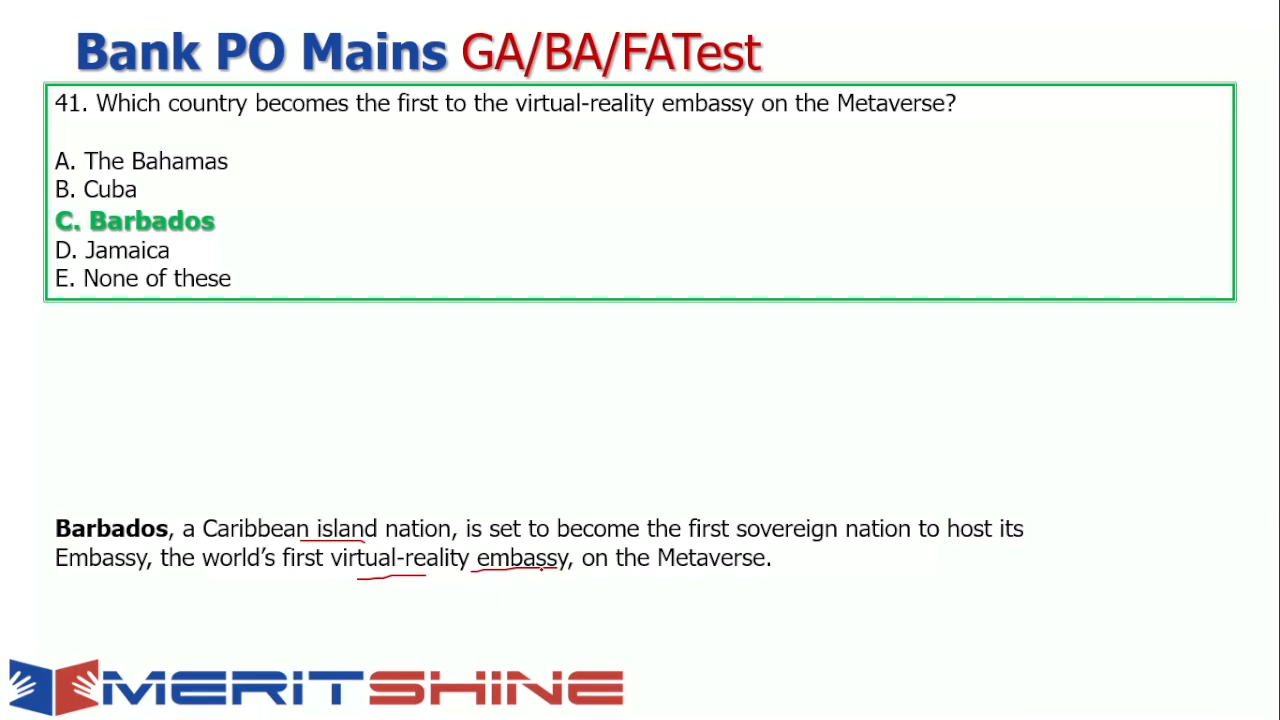 Bank PO Mains GA/BA/FATest
41. Which country becomes the first to the virtual-reality embassy on the Metaverse?
A. The Bahamas
B. Cuba
C. Barbados
D. Jamaica
E. None of these
Barbados, a Caribbean island nation, is set to become the first sovereign nation to host its
Embassy, the world’s first virtual-reality embassy, on the Metaverse.
MERITSHINE